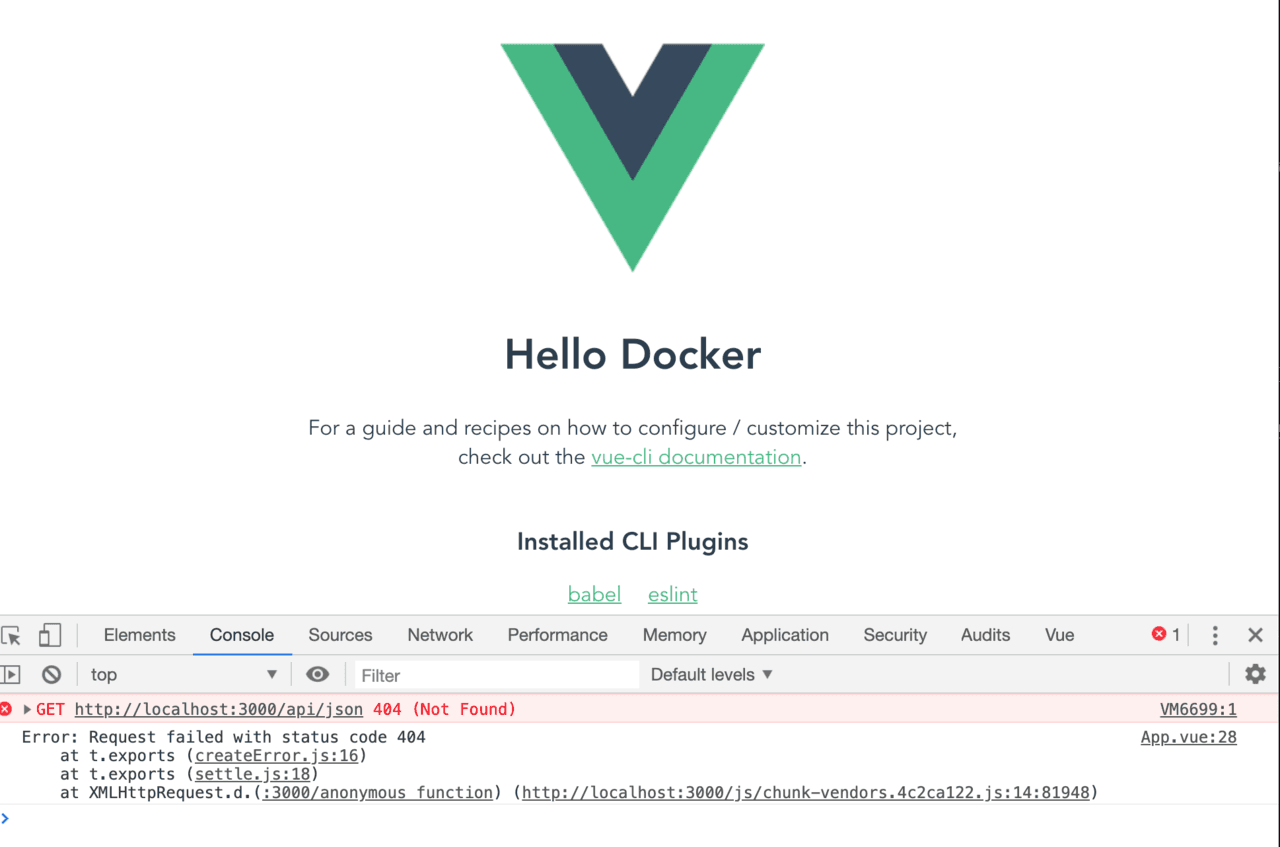 Hello Docker
For a guide and recipes on how to configure / customize this project,
check out the vue-cli documentation.
Installed CLI Plugins
babel eslint
Elements Console Sources Network Performance Memory Application Security Audits Vue 1
top Filter Default levels
GET http://localhost:3000/api/json 404 (Not Found) VM6699:1
Error: Request failed with status code 404 App.vue:28
at t.exports (createError.js:16)
at t.exports (settle.js:18)
at XMLHttpRequest.d.(:3000/anonymous function) (http://localhost:3000/js/chunk-vendors.4c2ca122.js:14:81948)